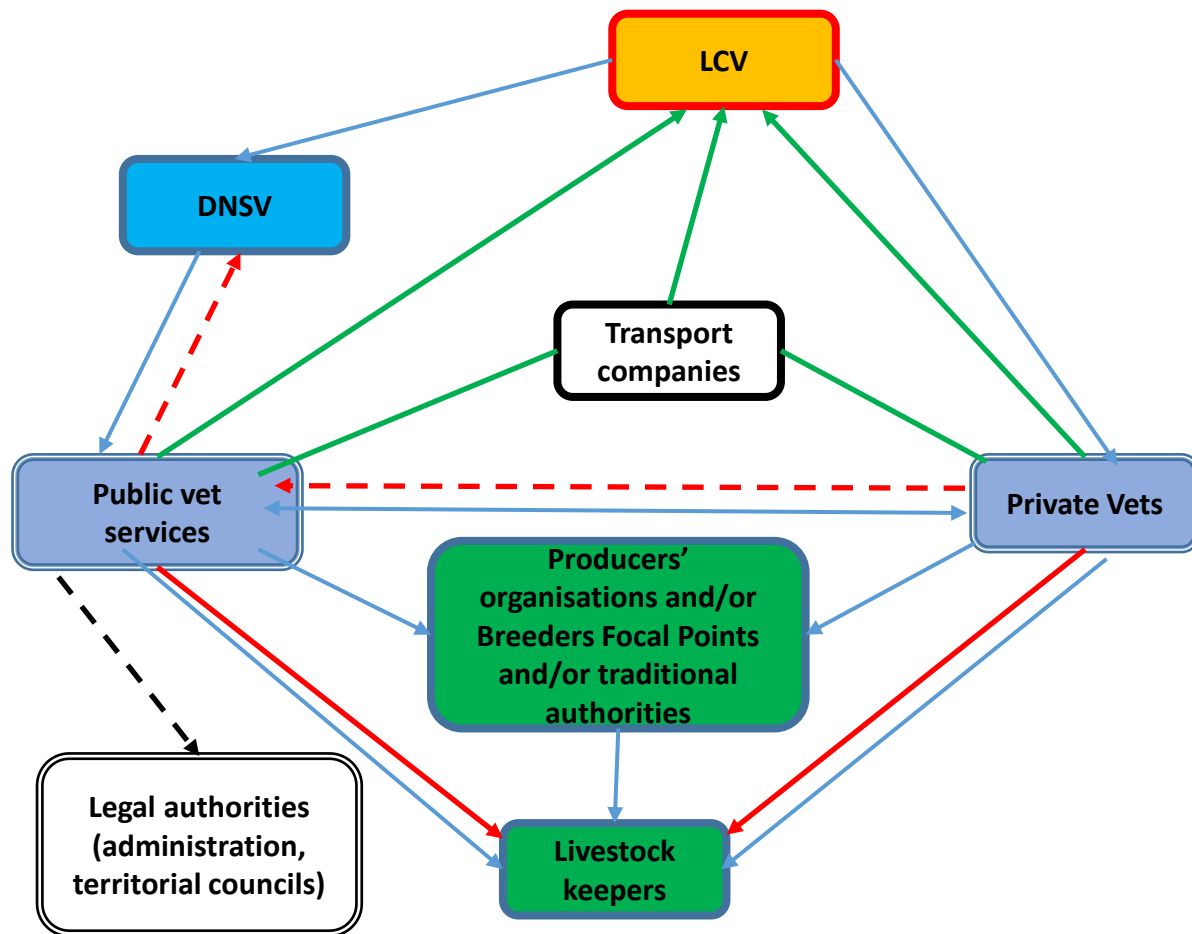 LCV
DNSV
Transport
companies
Public vet
services
Private Vets
Producers’
organisations and/or
Breeders Focal Points
and/or traditional
authorities
Legal authorities
(administration,
territorial councils)
Livestock
keepers